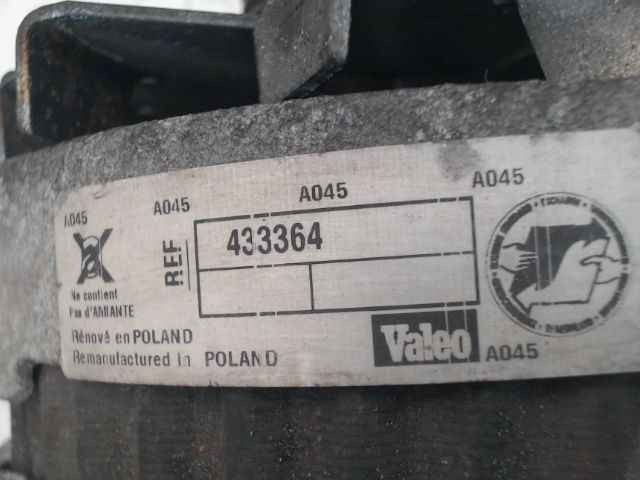 A045 A045 A045 A045
REF 433364
Ne contient
Pas d'AMIANTE
Rénové en POLAND
Remanufactured in POLAND
Valeo A045